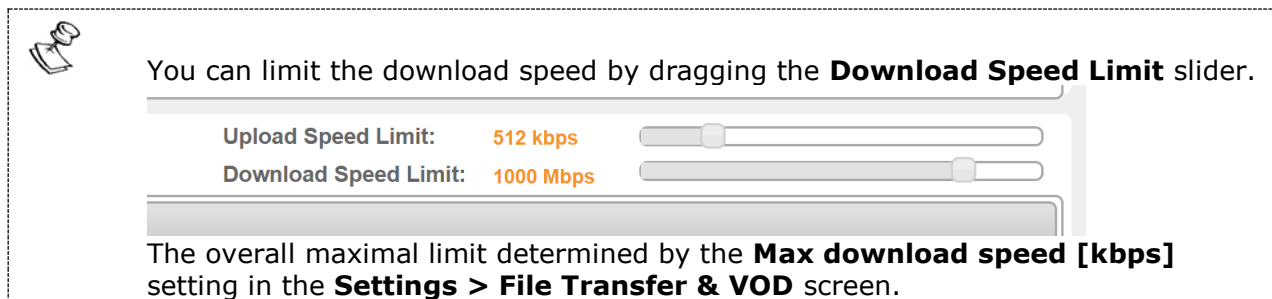 You can limit the download speed by dragging the Download Speed Limit slider.
Upload Speed Limit: 512 kbps
Download Speed Limit: 1000 Mbps
The overall maximal limit determined by the Max download speed [kbps]
setting in the Settings > File Transfer & VOD screen.